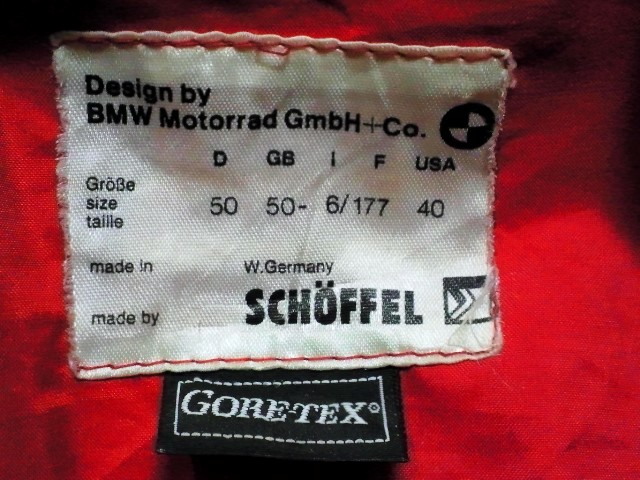 Design by
BMW Motorrad GmbH+Co.
D GB I F USA
Größe
size
taille
50 50- 6/177 40
made in W.Germany
made by SCHÖFFEL
GORE-TEX®